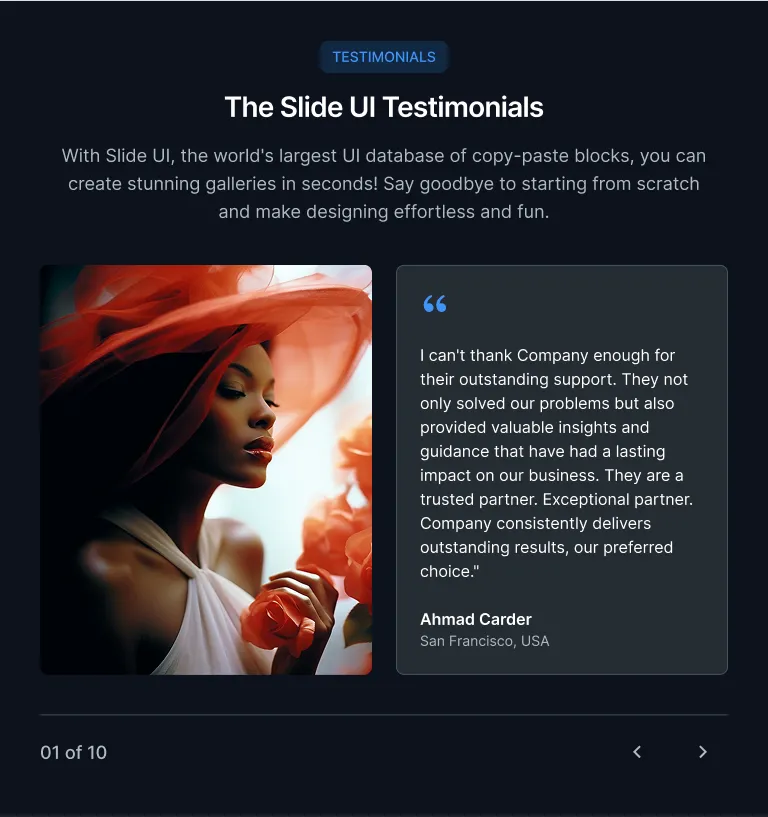 TESTIMONIALS
The Slide UI Testimonials
With Slide UI, the world's largest UI database of copy-paste blocks, you can
create stunning galleries in seconds! Say goodbye to starting from scratch
and make designing effortless and fun.
“
I can't thank Company enough for
their outstanding support. They not
only solved our problems but also
provided valuable insights and
guidance that have had a lasting
impact on our business. They are a
trusted partner. Exceptional partner.
Company consistently delivers
outstanding results, our preferred
choice."
Ahmad Carder
San Francisco, USA
01 of 10